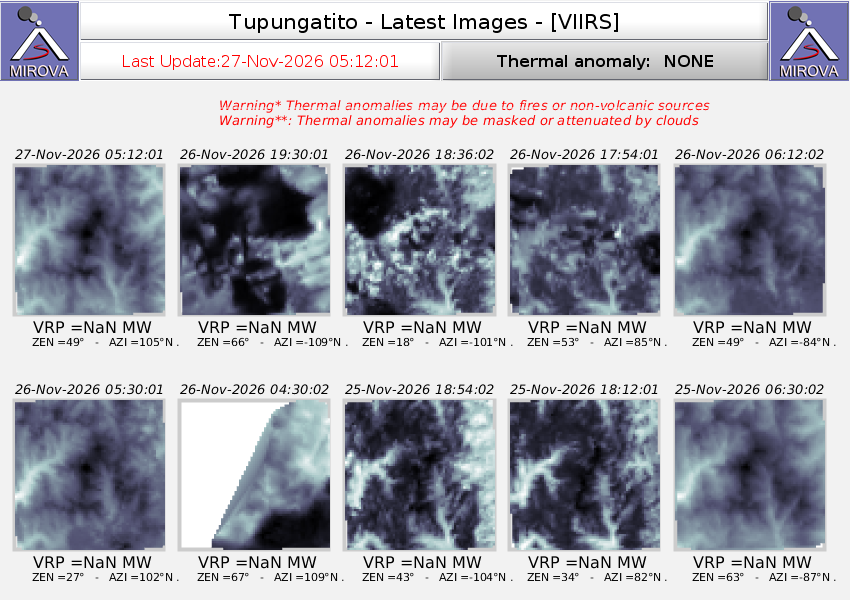 Tupungatito - Latest Images - [VIIRS]
MIROVA
Last Update:27-Nov-2026 05:12:01
Thermal anomaly: NONE
MIROVA
Warning* Thermal anomalies may be due to fires or non-volcanic sources
Warning**: Thermal anomalies may be masked or attenuated by clouds
27-Nov-2026 05:12:01 26-Nov-2026 19:30:01 26-Nov-2026 18:36:02 26-Nov-2026 17:54:01 26-Nov-2026 06:12:02
VRP =NaN MW VRP =NaN MW VRP =NaN MW VRP =NaN MW VRP =NaN MW
ZEN =49° - AZI =105°N . ZEN =66° - AZI =-109°N . ZEN =18° - AZI =-101°N . ZEN =53° - AZI =85°N . ZEN =49° - AZI =-84°N .
26-Nov-2026 05:30:01 26-Nov-2026 04:30:02 25-Nov-2026 18:54:02 25-Nov-2026 18:12:01 25-Nov-2026 06:30:02
VRP =NaN MW VRP =NaN MW VRP =NaN MW VRP =NaN MW VRP =NaN MW
ZEN =27° - AZI =102°N . ZEN =67° - AZI =109°N . ZEN =43° - AZI =-104°N . ZEN =34° - AZI =82°N . ZEN =63° - AZI =-87°N .